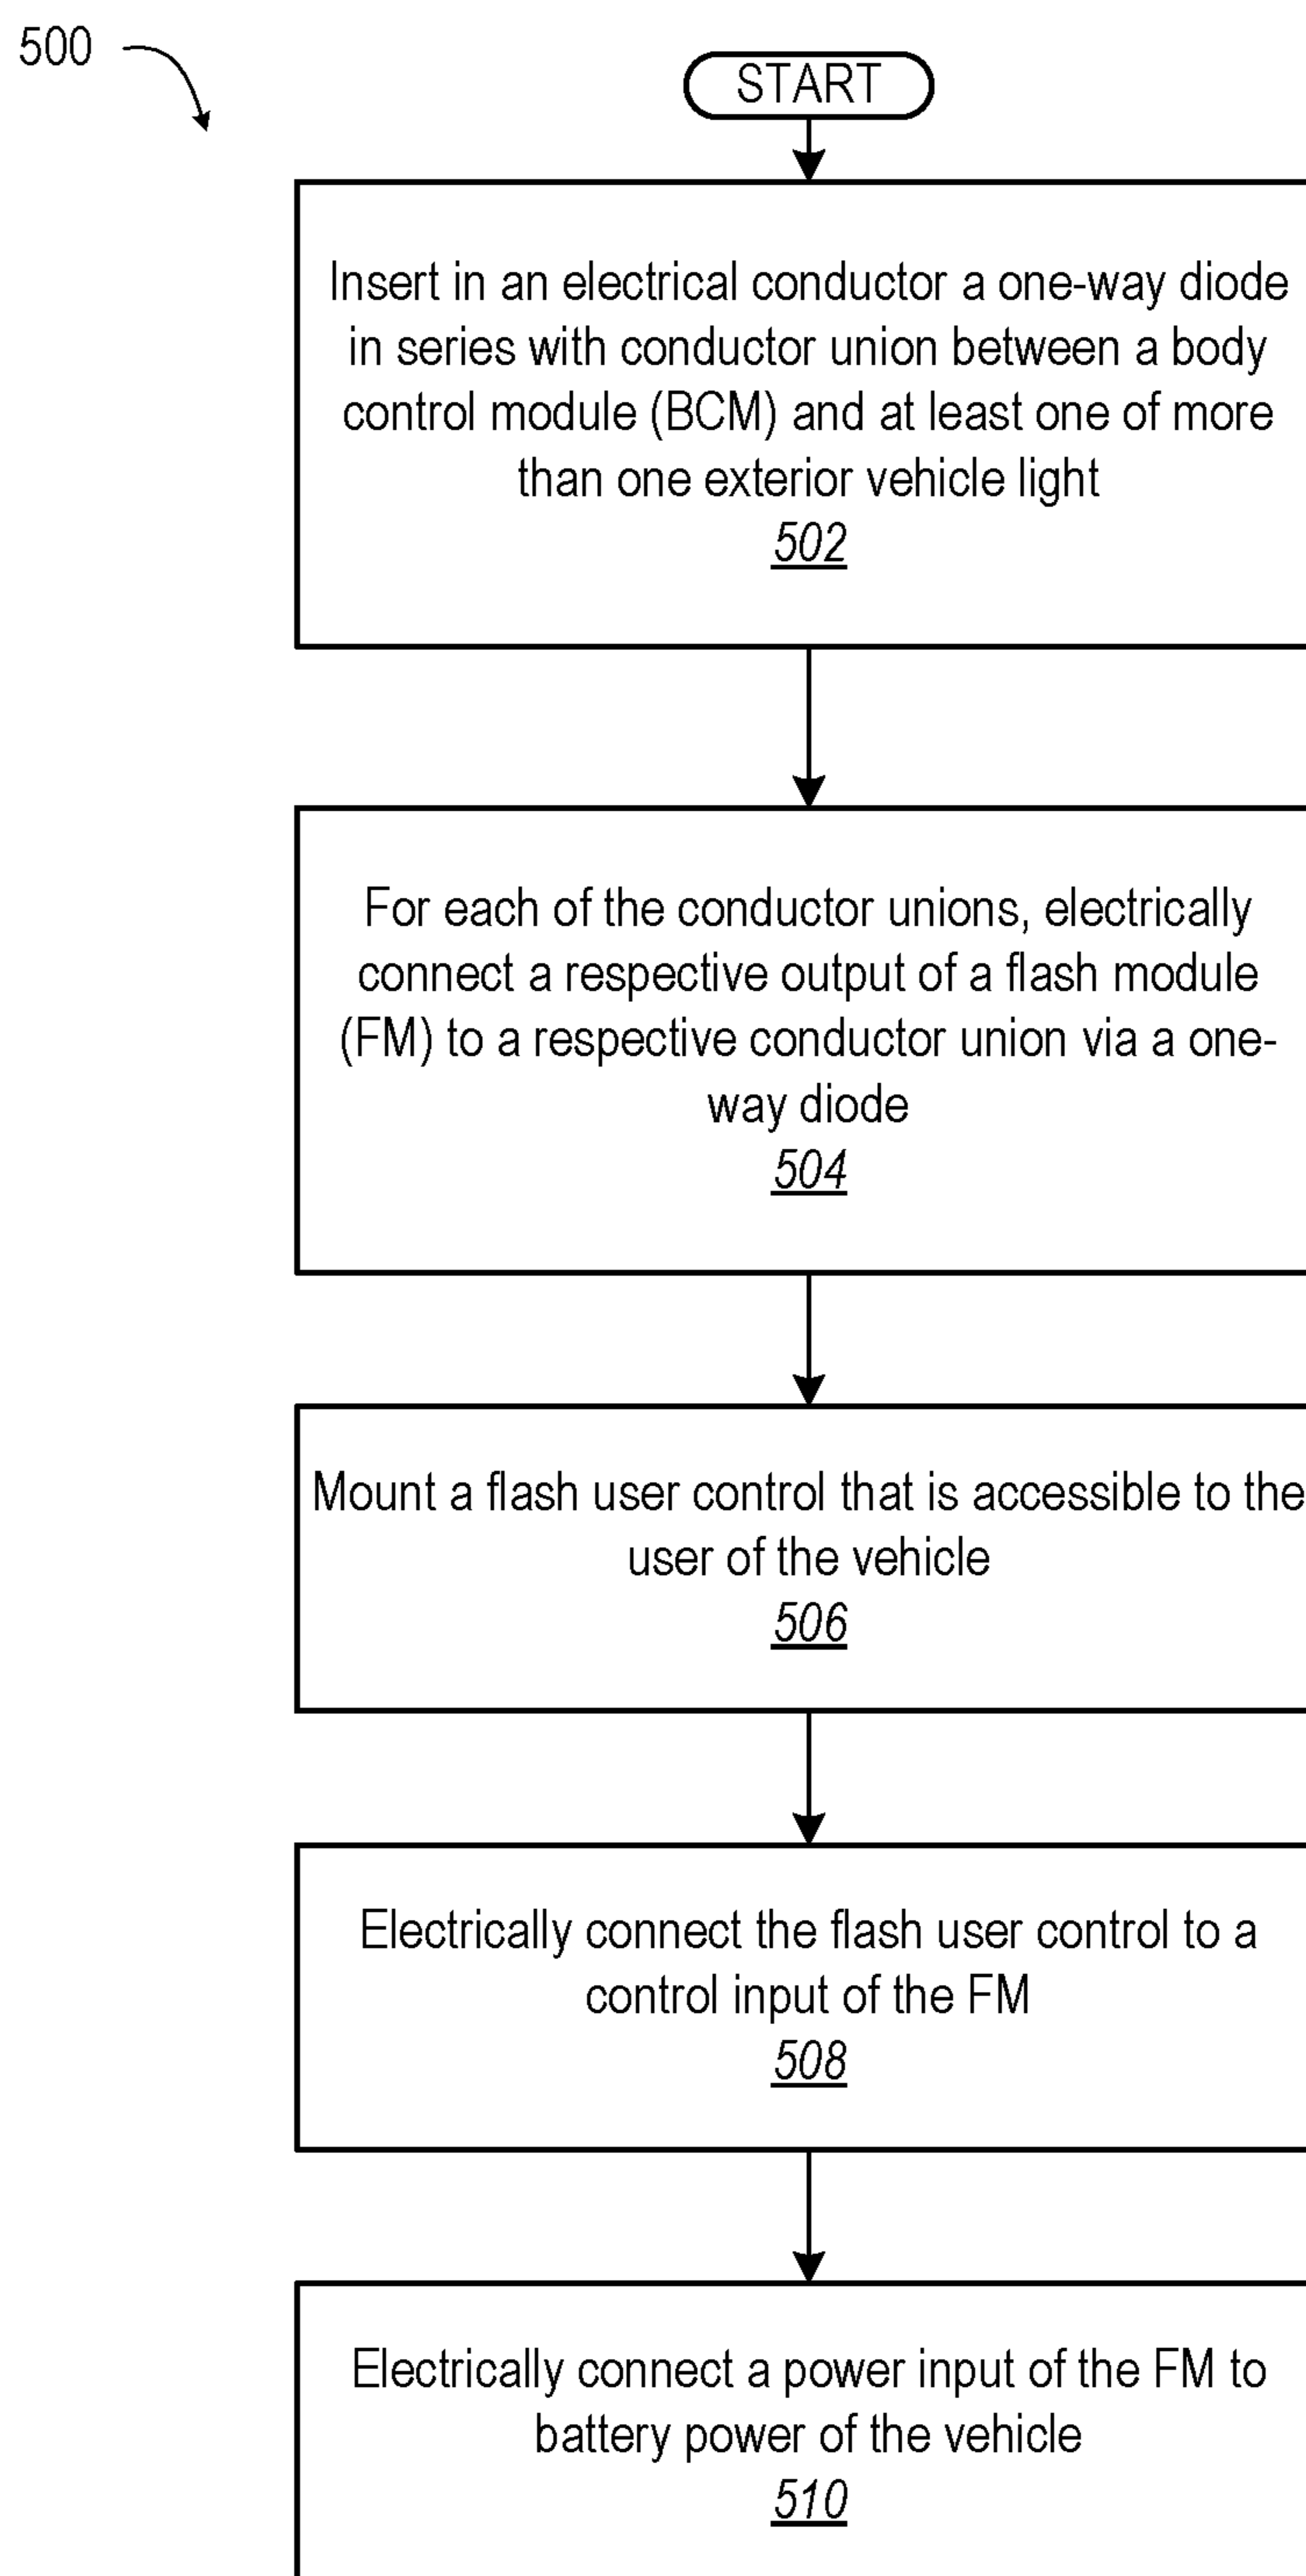 500
START
Insert in an electrical conductor a one-way diode
in series with conductor union between a body
control module (BCM) and at least one of more
than one exterior vehicle light
502
For each of the conductor unions, electrically
connect a respective output of a flash module
(FM) to a respective conductor union via a one-
way diode
504
Mount a flash user control that is accessible to the
user of the vehicle
506
Electrically connect the flash user control to a
control input of the FM
508
Electrically connect a power input of the FM to
battery power of the vehicle
510